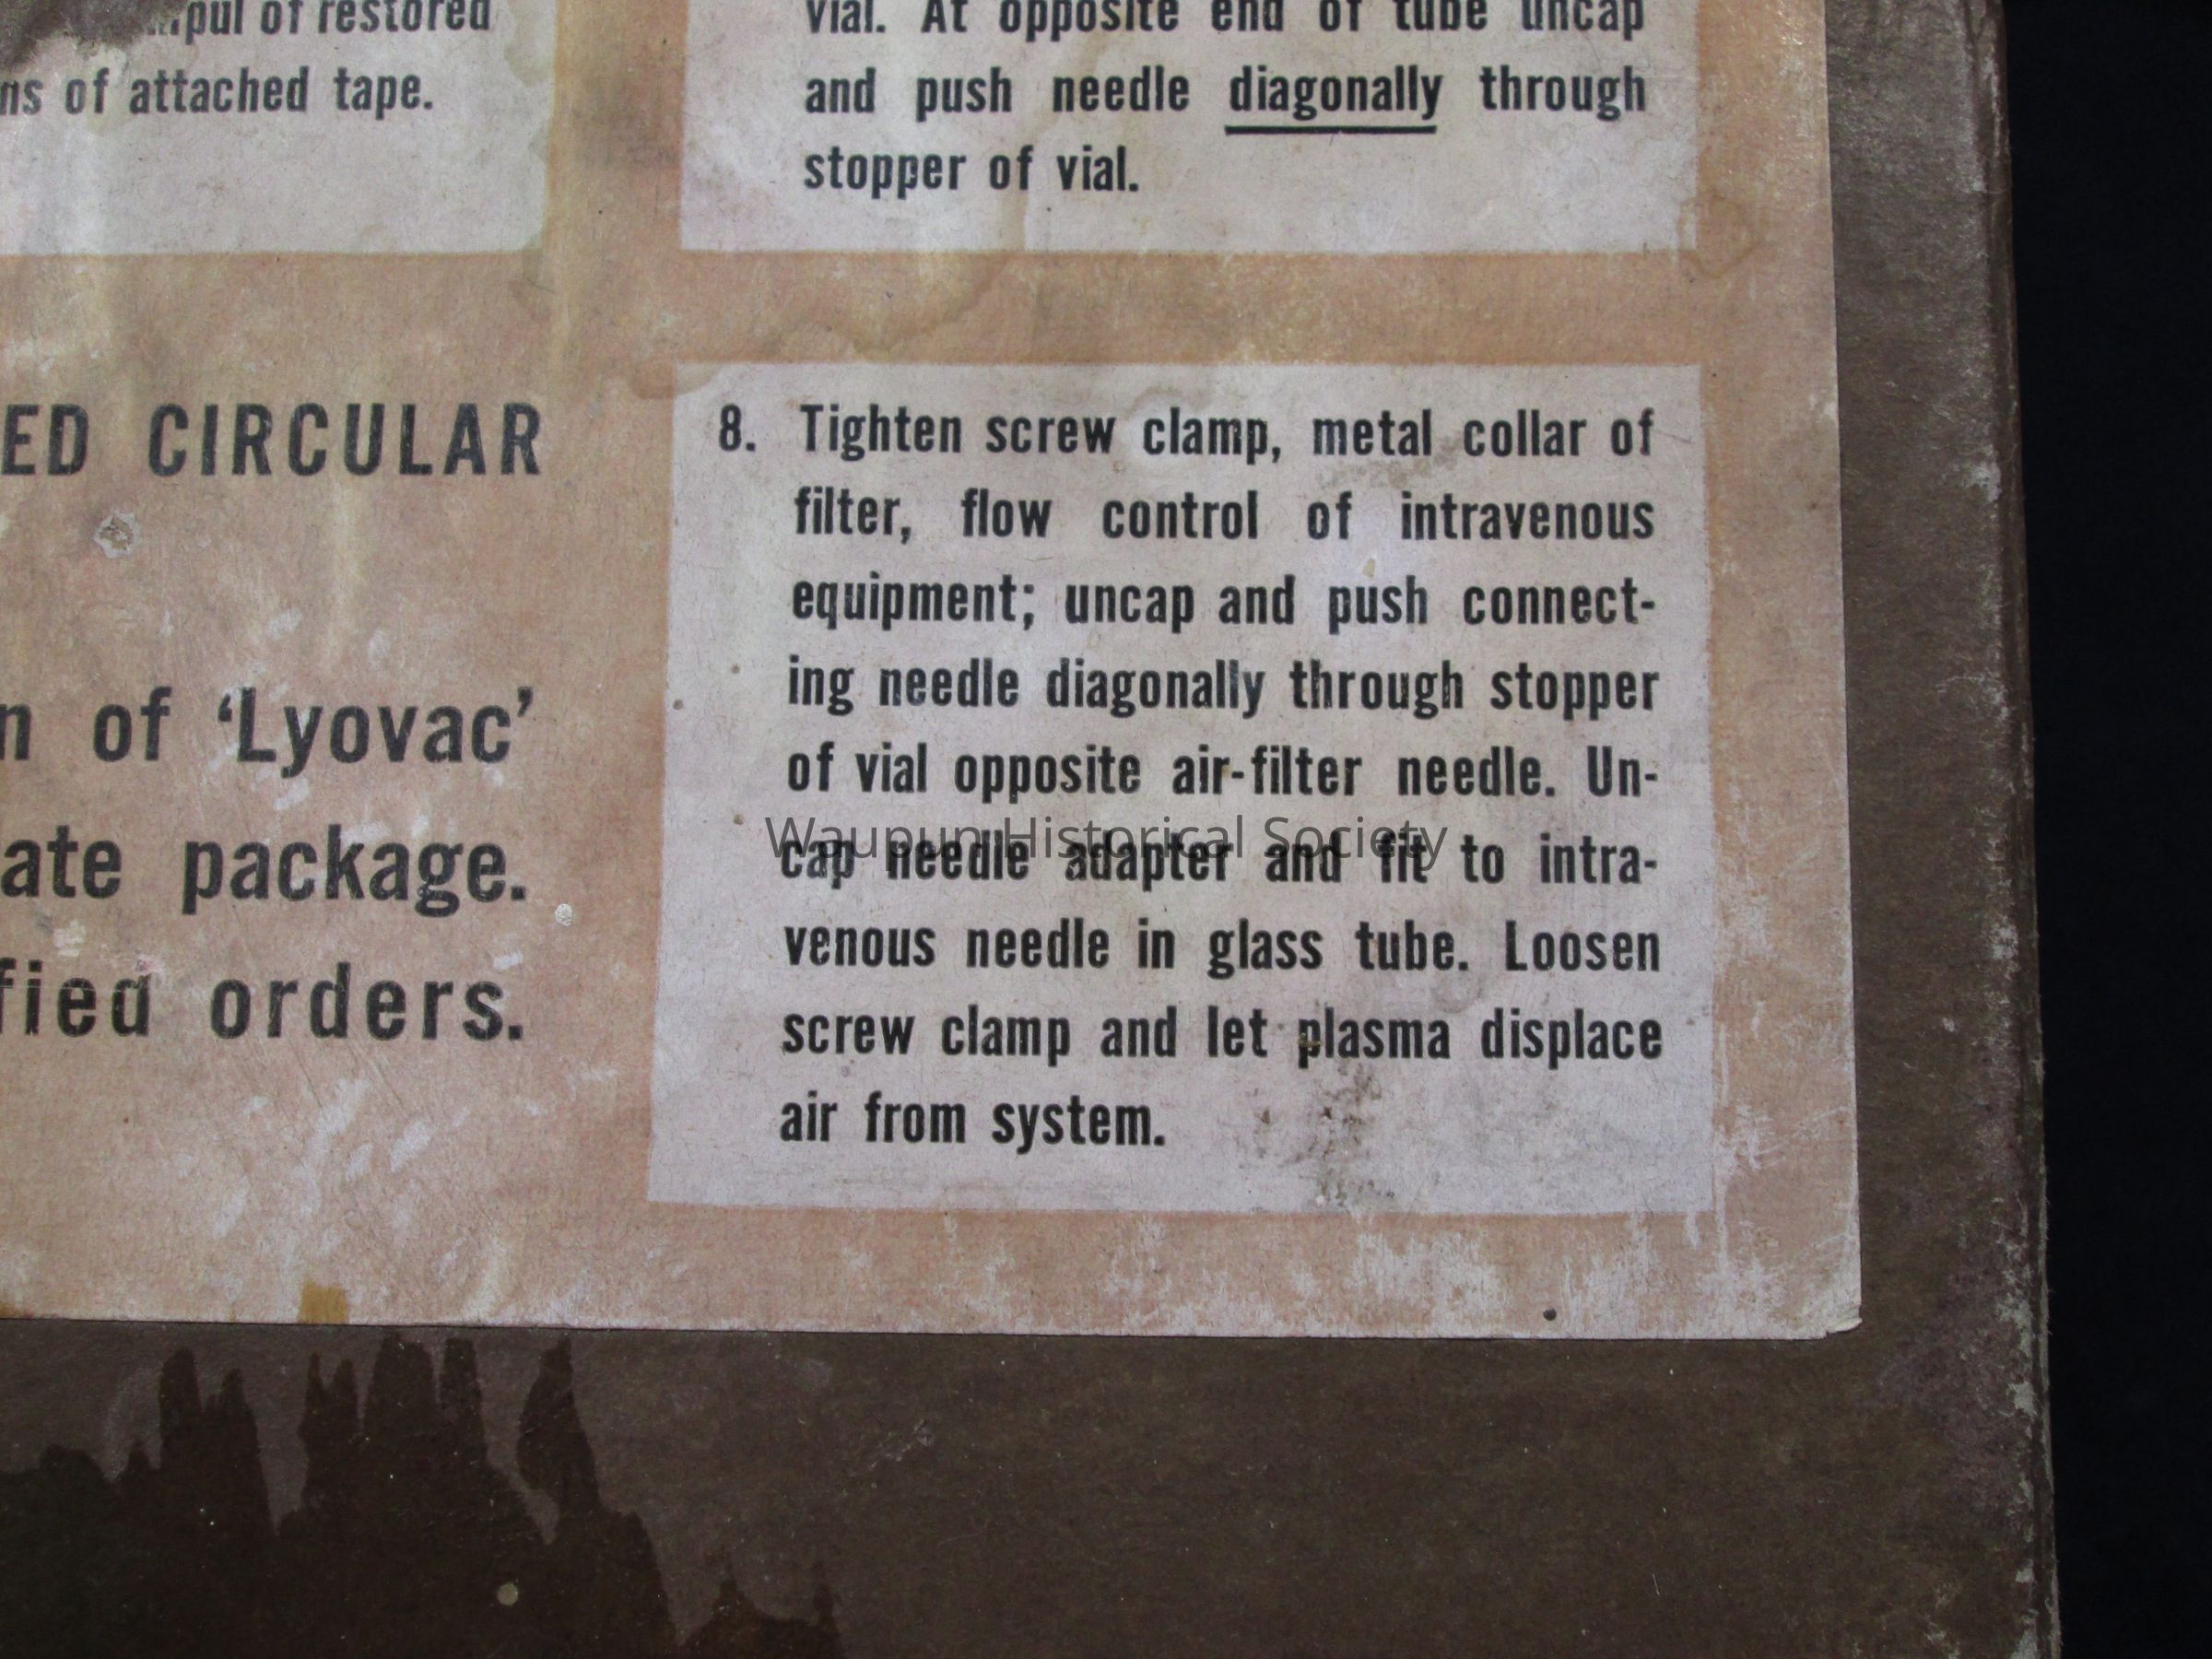 of restored
of attached tape.
vial. At opposite end of tube uncap
and push needle diagonally through
stopper of vial.
ED CIRCULAR
n of ‘Lyovac’
ate package.
fied orders.
8. Tighten screw clamp, metal collar of
filter, flow control of intravenous
equipment; uncap and push connect-
ing needle diagonally through stopper
of vial opposite air-filter needle. Un-
cap needle adapter and fit to intra-
venous needle in glass tube. Loosen
screw clamp and let plasma displace
air from system.
Waupun Historical Society